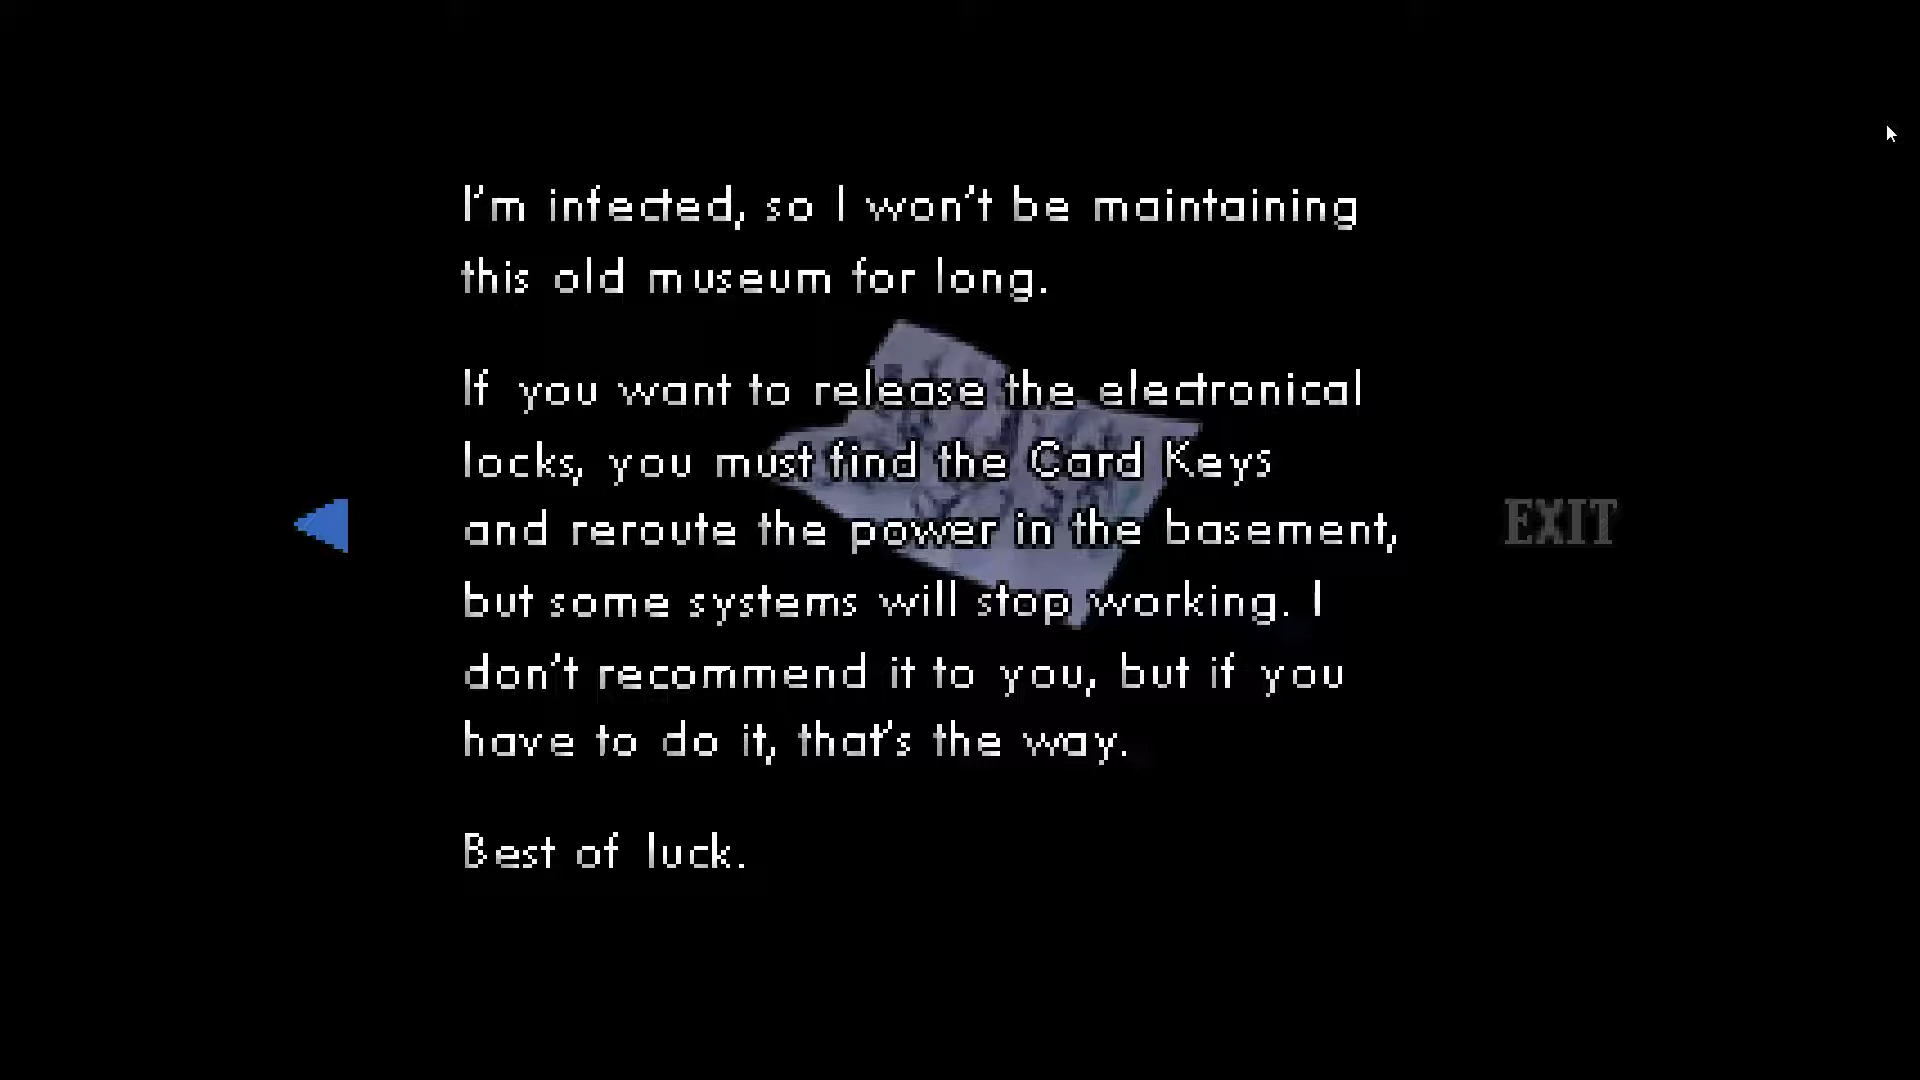 I'm infected, so I won't be maintaining
this old museum for long.
If you want to release the electronical
locks, you must find the Card Keys
and reroute the power in the basement,
but some systems will stop working. I
don't recommend it to you, but if you
have to do it, that's the way.
Best of luck.
EXIT